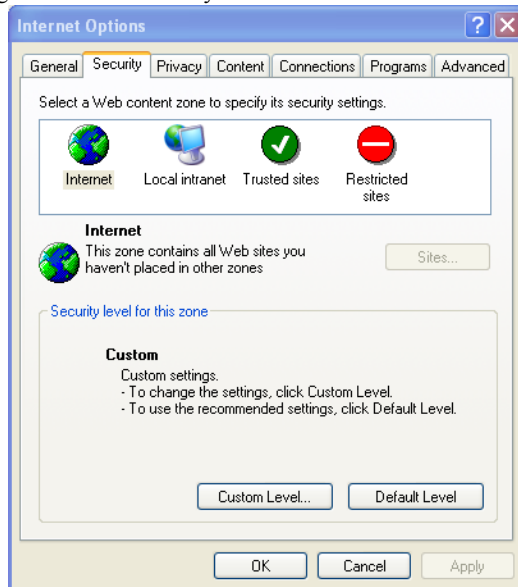 Internet Options
General Security Privacy Content Connections Programs Advanced
Select a Web content zone to specify its security settings.
Internet Local intranet Trusted sites Restricted sites
Internet
This zone contains all Web sites you
haven't placed in other zones
Sites...
Security level for this zone
Custom
Custom settings.
- To change the settings, click Custom Level.
- To use the recommended settings, click Default Level.
Custom Level... Default Level
OK Cancel Apply